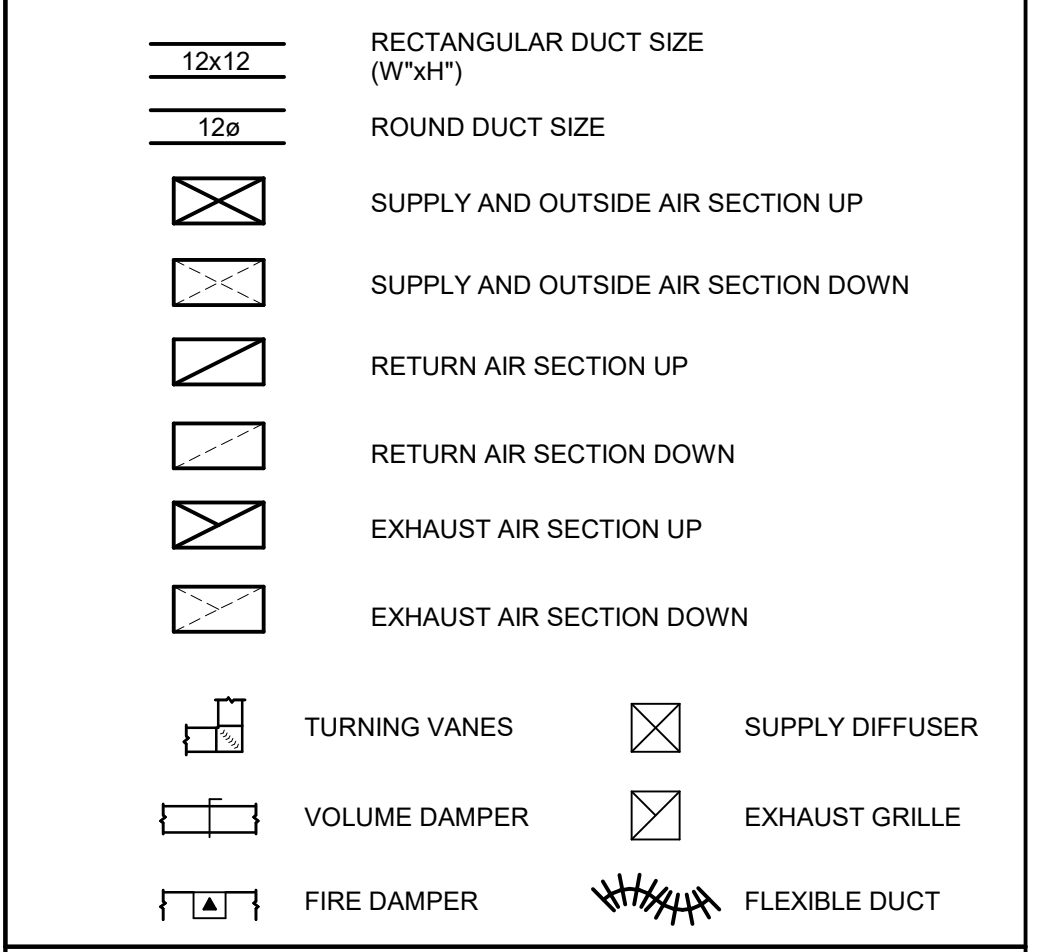 12x12
RECTANGULAR DUCT SIZE
(W"xH")
12ø
ROUND DUCT SIZE
SUPPLY AND OUTSIDE AIR SECTION UP
SUPPLY AND OUTSIDE AIR SECTION DOWN
RETURN AIR SECTION UP
RETURN AIR SECTION DOWN
EXHAUST AIR SECTION UP
EXHAUST AIR SECTION DOWN
TURNING VANES
SUPPLY DIFFUSER
VOLUME DAMPER
EXHAUST GRILLE
FIRE DAMPER
FLEXIBLE DUCT